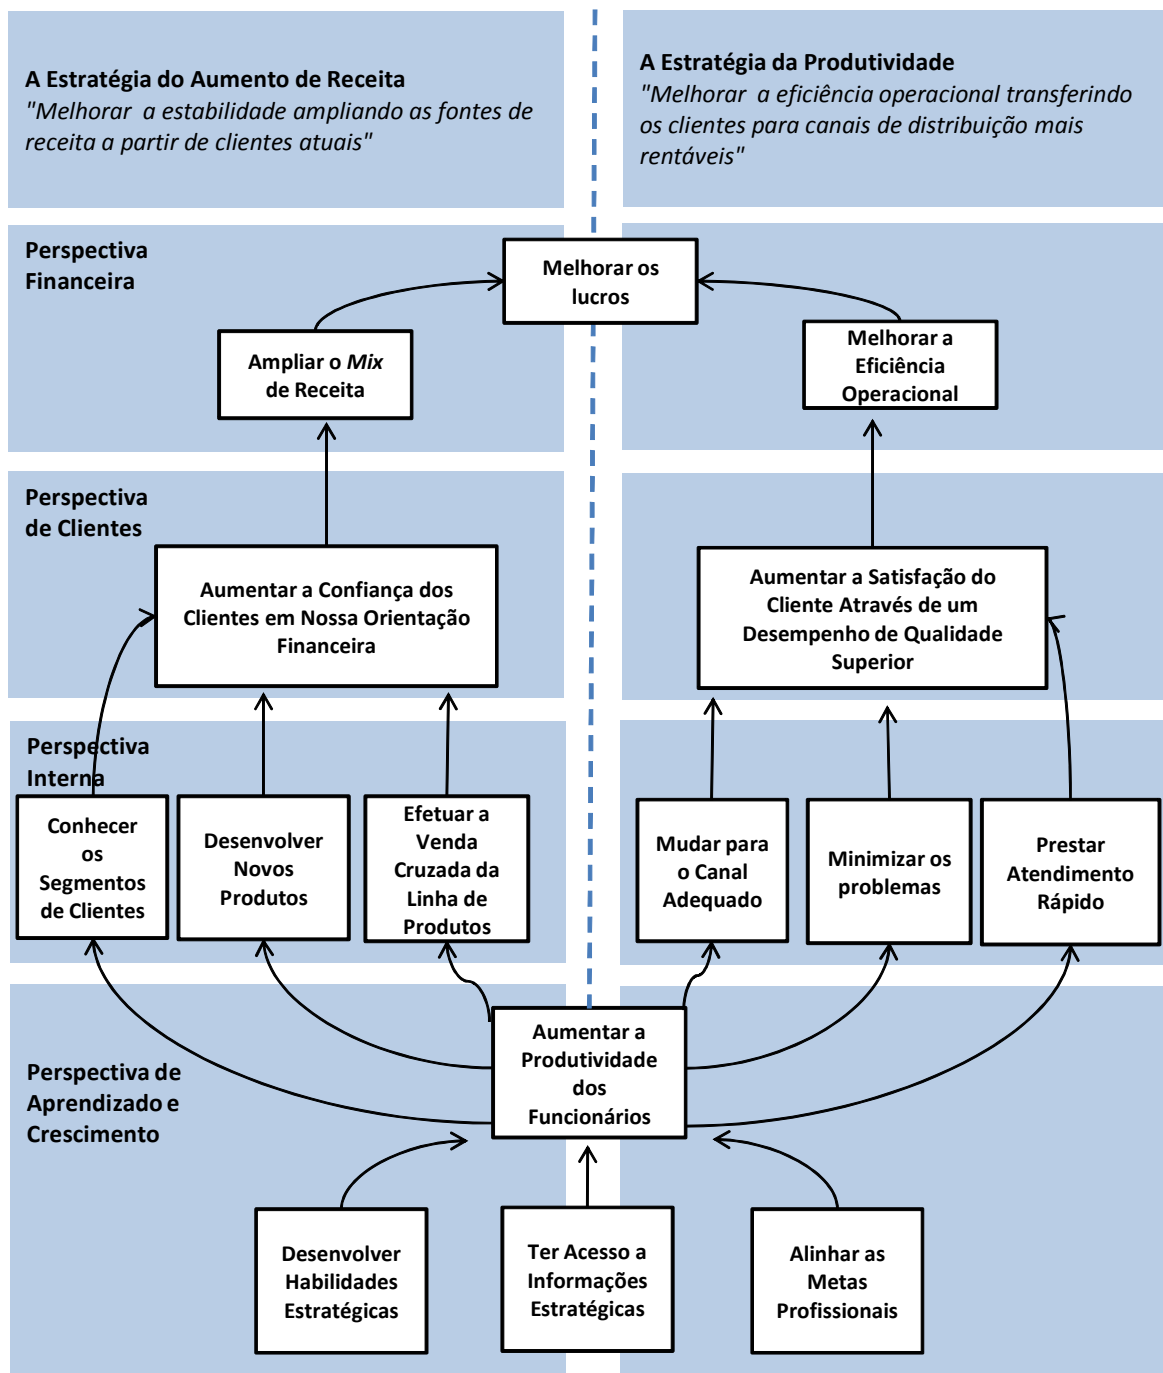 A Estratégia do Aumento de Receita
"Melhorar a estabilidade ampliando as fontes de
receita a partir de clientes atuais"
A Estratégia da Produtividade
"Melhorar a eficiência operacional transferindo
os clientes para canais de distribuição mais
rentáveis"
Perspectiva
Financeira
Melhorar os
lucros
Ampliar o Mix
de Receita
Melhorar a
Eficiência
Operacional
Perspectiva
de Clientes
Aumentar a Confiança dos
Clientes em Nossa Orientação
Financeira
Aumentar a Satisfação do
Cliente Através de um
Desempenho de Qualidade
Superior
Perspectiva
Interna
Conhecer
os
Segmentos
de Clientes
Desenvolver
Novos
Produtos
Efetuar a
Venda
Cruzada da
Linha de
Produtos
Mudar para
o Canal
Adequado
Minimizar os
problemas
Prestar
Atendimento
Rápido
Perspectiva de
Aprendizado e
Crescimento
Aumentar a
Produtividade
dos
Funcionários
Desenvolver
Habilidades
Estratégicas
Ter Acesso a
Informações
Estratégicas
Alinhar as
Metas
Profissionais